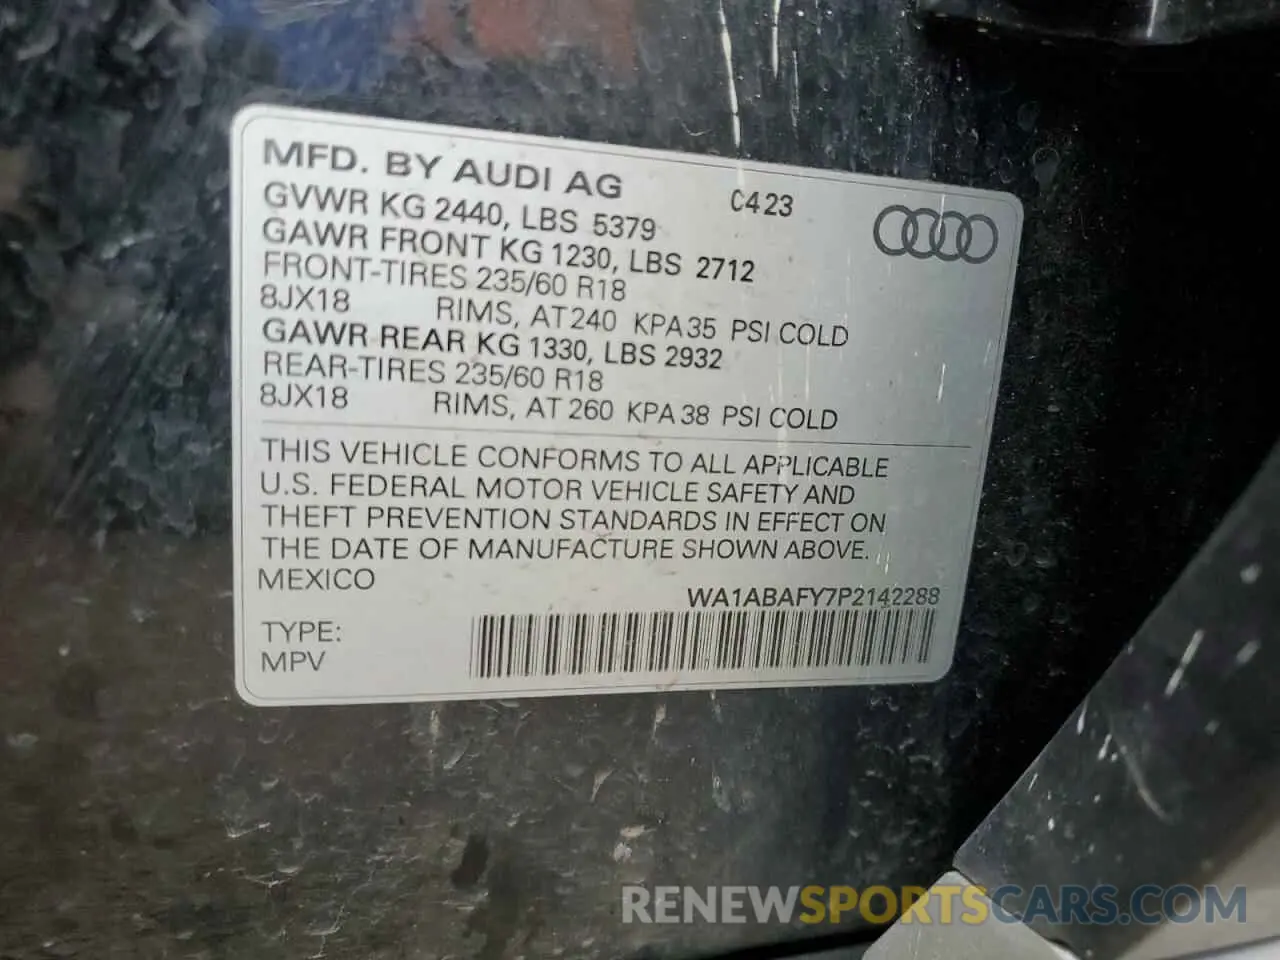 MFD. BY AUDI AG C423
GVWR KG 2440, LBS 5379
GAWR FRONT KG 1230, LBS 2712
FRONT-TIRES 235/60 R18
8JX18 RIMS, AT 240 KPA 35 PSI COLD
GAWR REAR KG 1330, LBS 2932
REAR-TIRES 235/60 R18
8JX18 RIMS, AT 260 KPA 38 PSI COLD
THIS VEHICLE CONFORMS TO ALL APPLICABLE
U.S. FEDERAL MOTOR VEHICLE SAFETY AND
THEFT PREVENTION STANDARDS IN EFFECT ON
THE DATE OF MANUFACTURE SHOWN ABOVE.
MEXICO
WA1ABAFY7P2142288
TYPE:
MPV
RENEWSPORTSCARS.COM